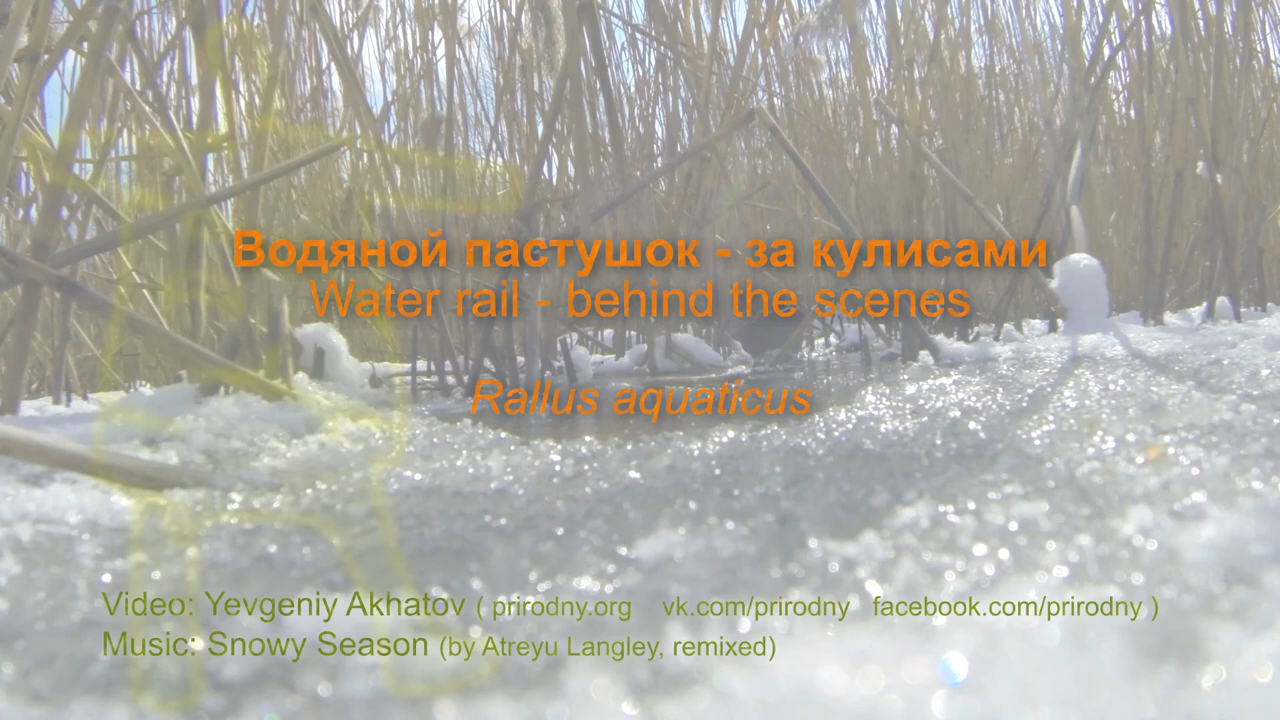 Водяной пастушок - за кулисами
Water rail - behind the scenes
Rallus aquaticus
Video: Yevgeniy Akhatov ( prirodny.org vk.com/prirodny facebook.com/prirodny )
Music: Snowy Season (by Atreyu Langley, remixed)